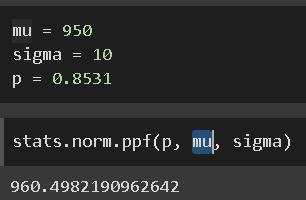 mu = 950
sigma = 10
p = 0.8531
stats.norm.ppf(p, mu, sigma)
960.4982190962642